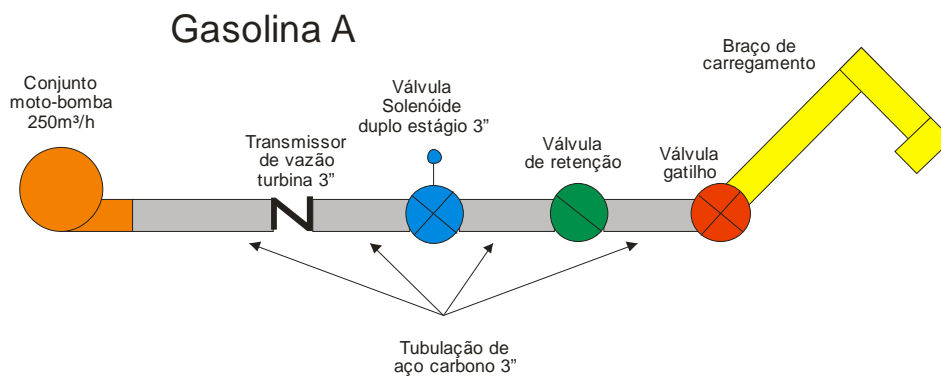 Gasolina A
Braço de
carregamento
Conjunto
moto-bomba
250m³/h
Válvula
Solenóide
duplo estágio 3”
Transmissor
de vazão
turbina 3”
Válvula
de retenção
Válvula
gatilho
Tubulação de
aço carbono 3”